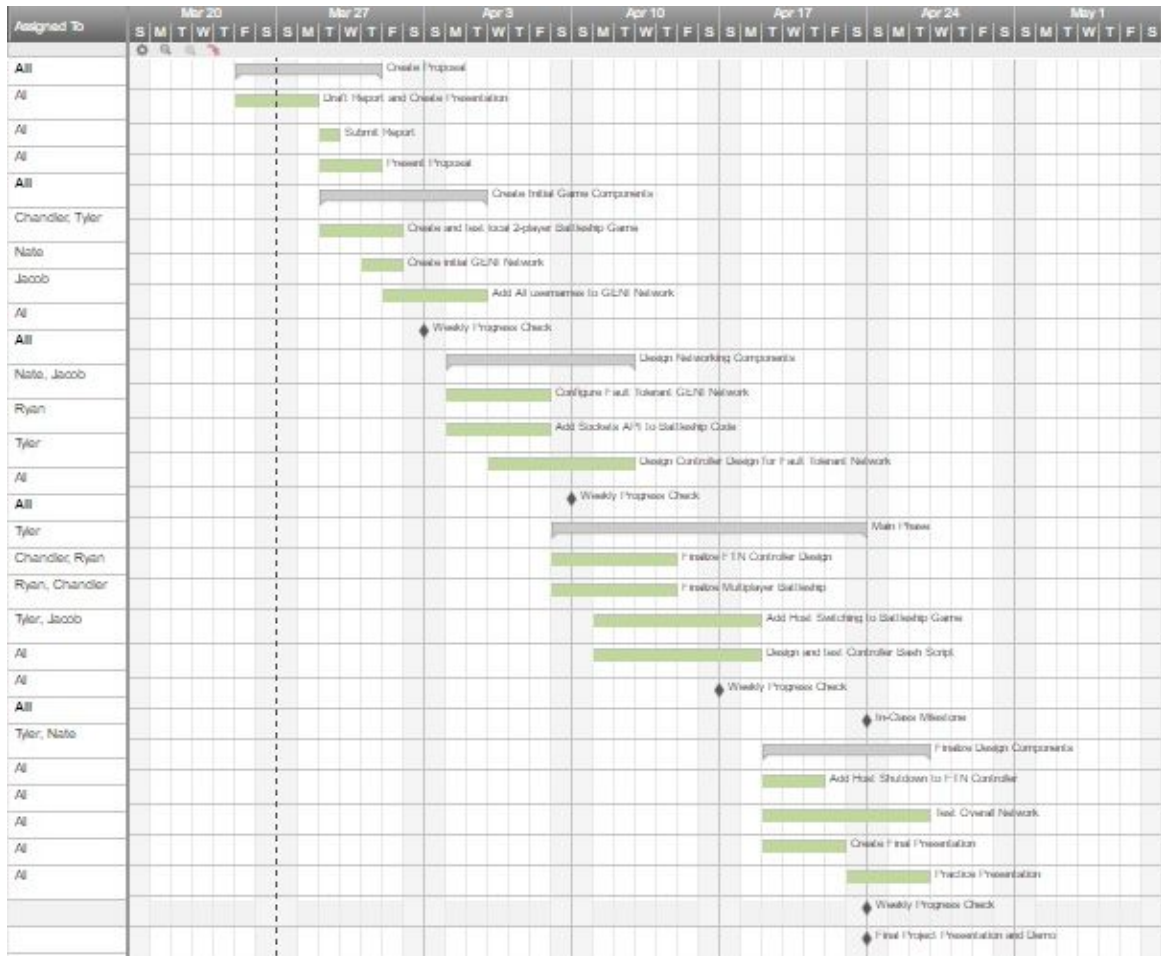 Assigned To
Mar 20 Mar 27 Apr 3 Apr 10 Apr 17 Apr 24 May 1
S M T W T F S S M T W T F S S M T W T F S S M T W T F S S M T W T F S S M T W T F S S M T W T F S
All Create Proposal
All Draft Report and Create Presentation
All Submit Report
All Present Proposal
All Create Initial Game Components
Chandler, Tyler Create and test local 2-player Battleship Game
Nate Create initial GENI Network
Jacob Add All usernames to GENI Network
All Weekly Progress Check
All Design Networking Components
Nate, Jacob Configure Fault Tolerant GENI Network
Ryan Add Sockets API to Battleship Code
Tyler Design Controller Design for Fault Tolerant Network
All Weekly Progress Check
All Main Phase
Tyler Finalize FTN Controller Design
Chandler, Ryan Finalize Multiplayer Battleship
Ryan, Chandler Add Host Switching to Battleship Game
Tyler, Jacob Design and test Controller Bash Script
All Weekly Progress Check
All In-Class Milestone
All Finalize Design Components
Tyler, Nate Add Host Shutdown to FTN Controller
All Test Overall Network
All Create Final Presentation
All Practice Presentation
All Weekly Progress Check
All Final Project Presentation and Demo